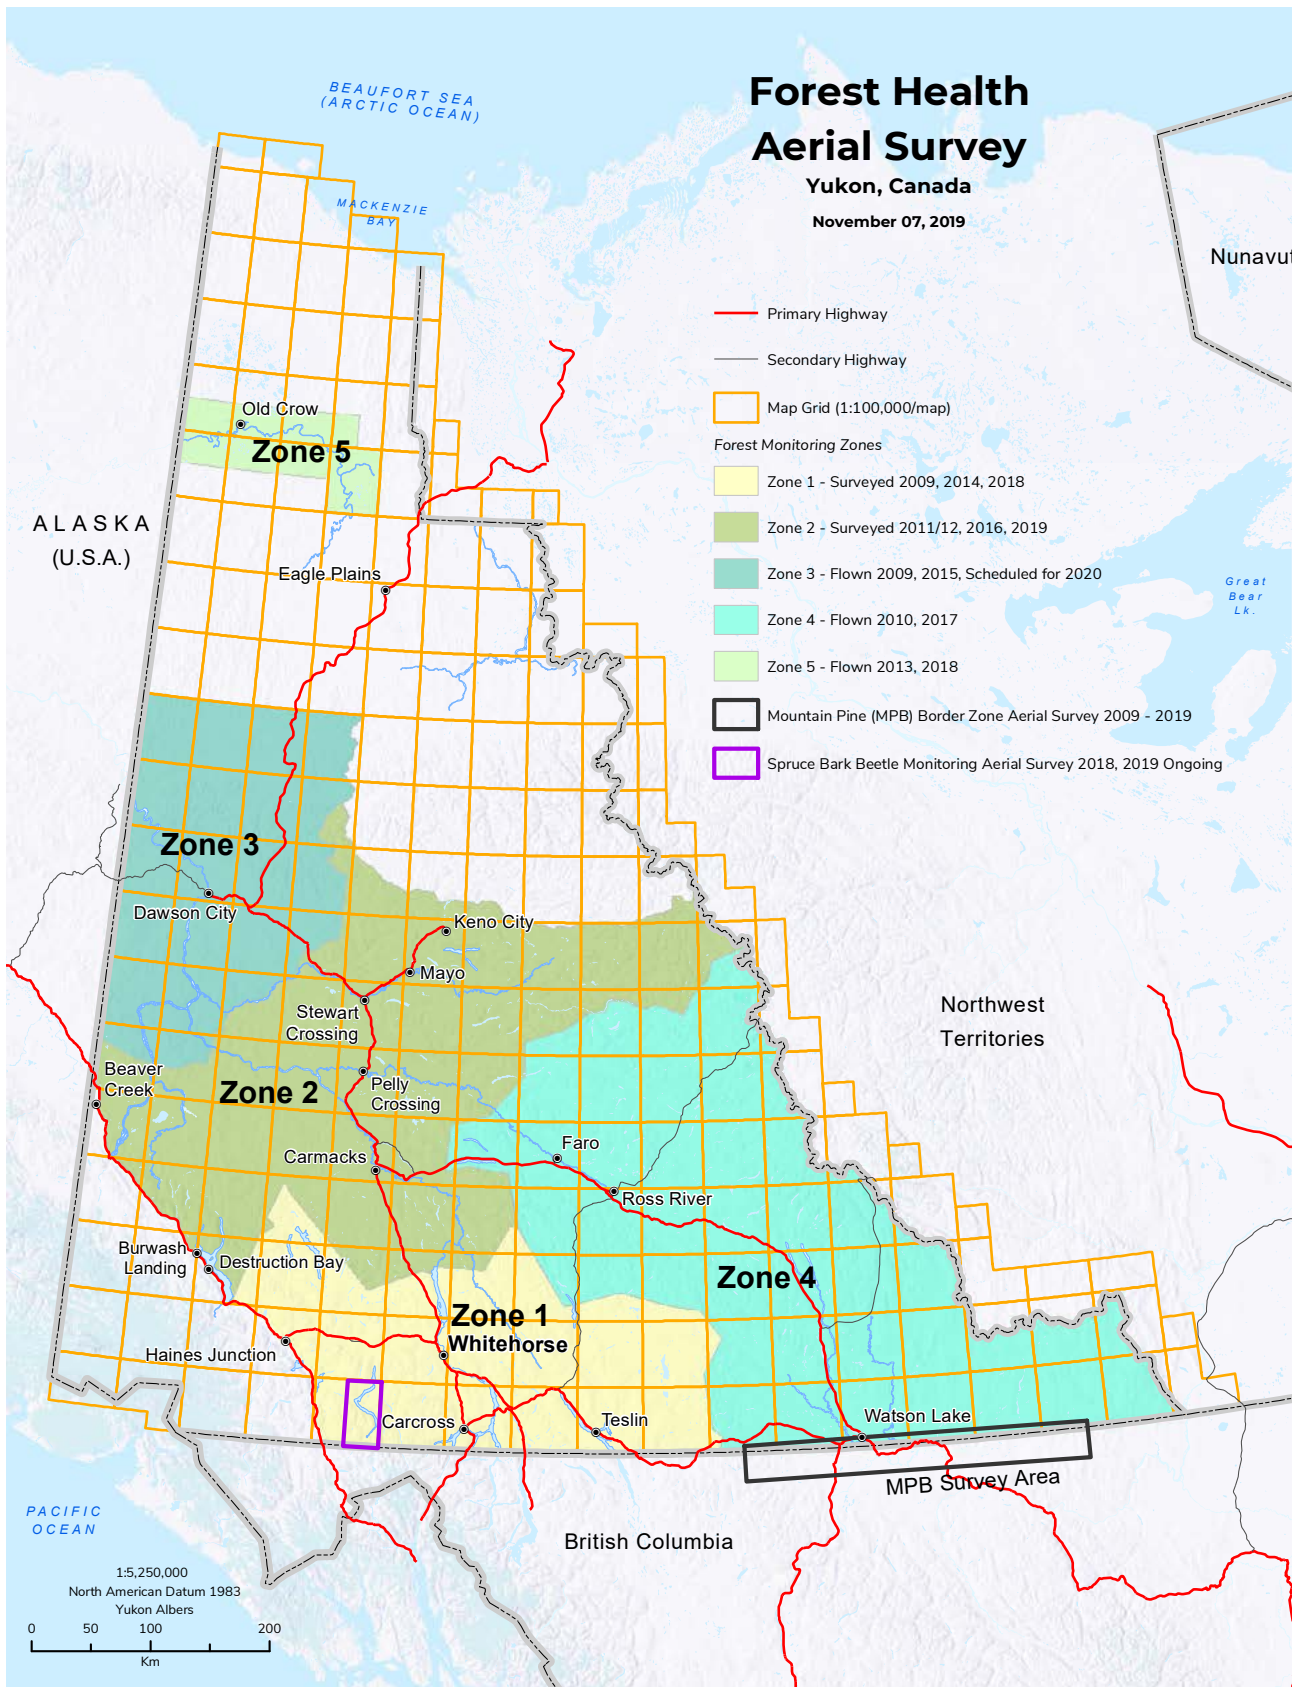 Forest Health
Aerial Survey
Yukon, Canada
November 07, 2019
BEAUFORT SEA
(ARCTIC OCEAN)
MACKENZIE
BAY
Nunavut
Primary Highway
Secondary Highway
Map Grid (1:100,000/map)
Forest Monitoring Zones
Zone 1 - Surveyed 2009, 2014, 2018
Zone 2 - Surveyed 2011/12, 2016, 2019
Zone 3 - Flown 2009, 2015, Scheduled for 2020
Zone 4 - Flown 2010, 2017
Zone 5 - Flown 2013, 2018
Mountain Pine (MPB) Border Zone Aerial Survey 2009 - 2019
Spruce Bark Beetle Monitoring Aerial Survey 2018, 2019 Ongoing
Old Crow
Zone 5
ALASKA
(U.S.A.)
Eagle Plains
Great
Bear
Lk.
Zone 3
Dawson City
Keno City
Mayo
Stewart
Crossing
Northwest
Territories
Beaver
Creek
Zone 2
Pelly
Crossing
Faro
Carmacks
Ross River
Burwash
Landing
Destruction Bay
Zone 4
Zone 1
Whitehorse
Haines Junction
Carcross
Teslin
Watson Lake
MPB Survey Area
PACIFIC
OCEAN
British Columbia
1:5,250,000
North American Datum 1983
Yukon Albers
0 50 100 200
Km